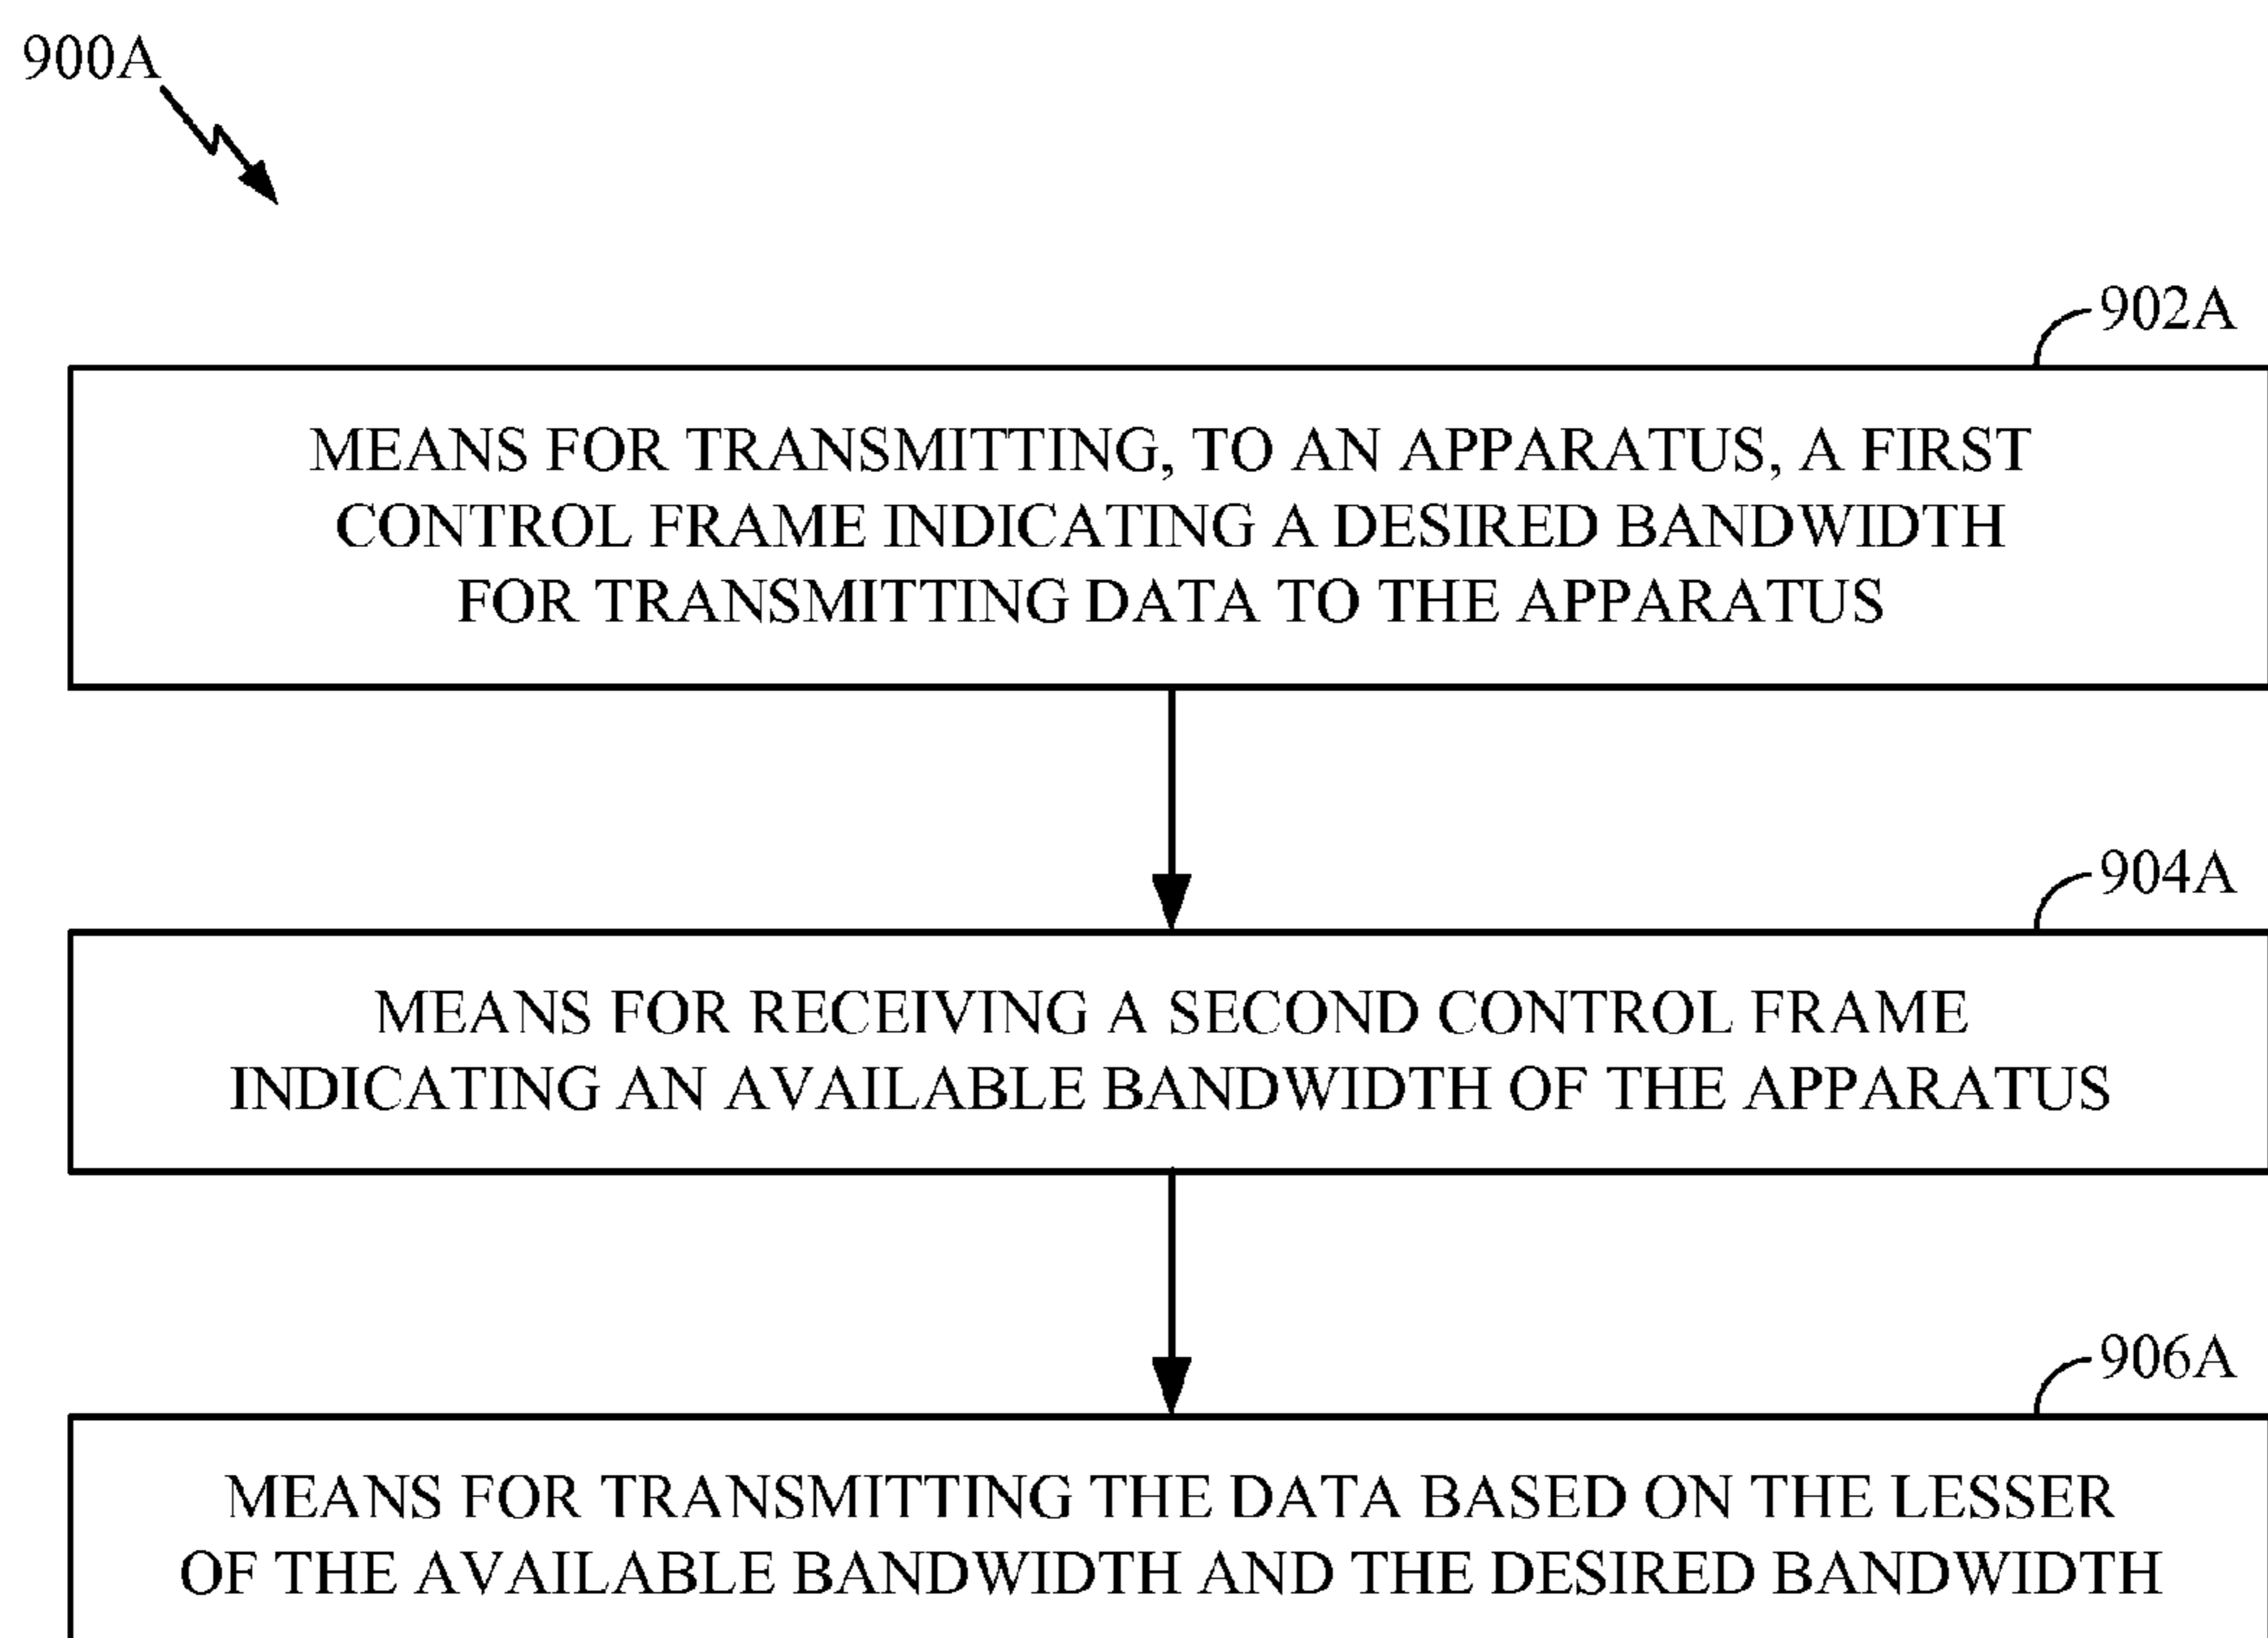 900A
902A
MEANS FOR TRANSMITTING, TO AN APPARATUS, A FIRST
CONTROL FRAME INDICATING A DESIRED BANDWIDTH
FOR TRANSMITTING DATA TO THE APPARATUS
904A
MEANS FOR RECEIVING A SECOND CONTROL FRAME
INDICATING AN AVAILABLE BANDWIDTH OF THE APPARATUS
906A
MEANS FOR TRANSMITTING THE DATA BASED ON THE LESSER
OF THE AVAILABLE BANDWIDTH AND THE DESIRED BANDWIDTH